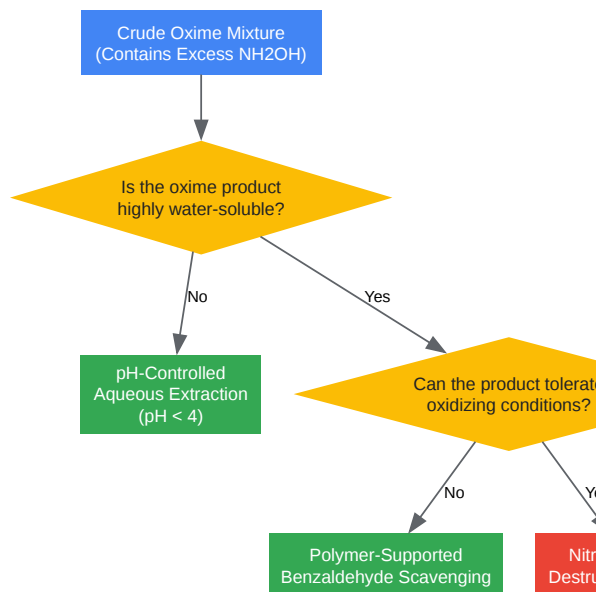 Crude Oxime Mixture
(Contains Excess NH2OH)
Is the oxime product
highly water-soluble?
No
Yes
pH-Controlled
Aqueous Extraction
(pH < 4)
Can the product tolerate
oxidizing conditions?
No
Polymer-Supported
Benzaldehyde Scavenging